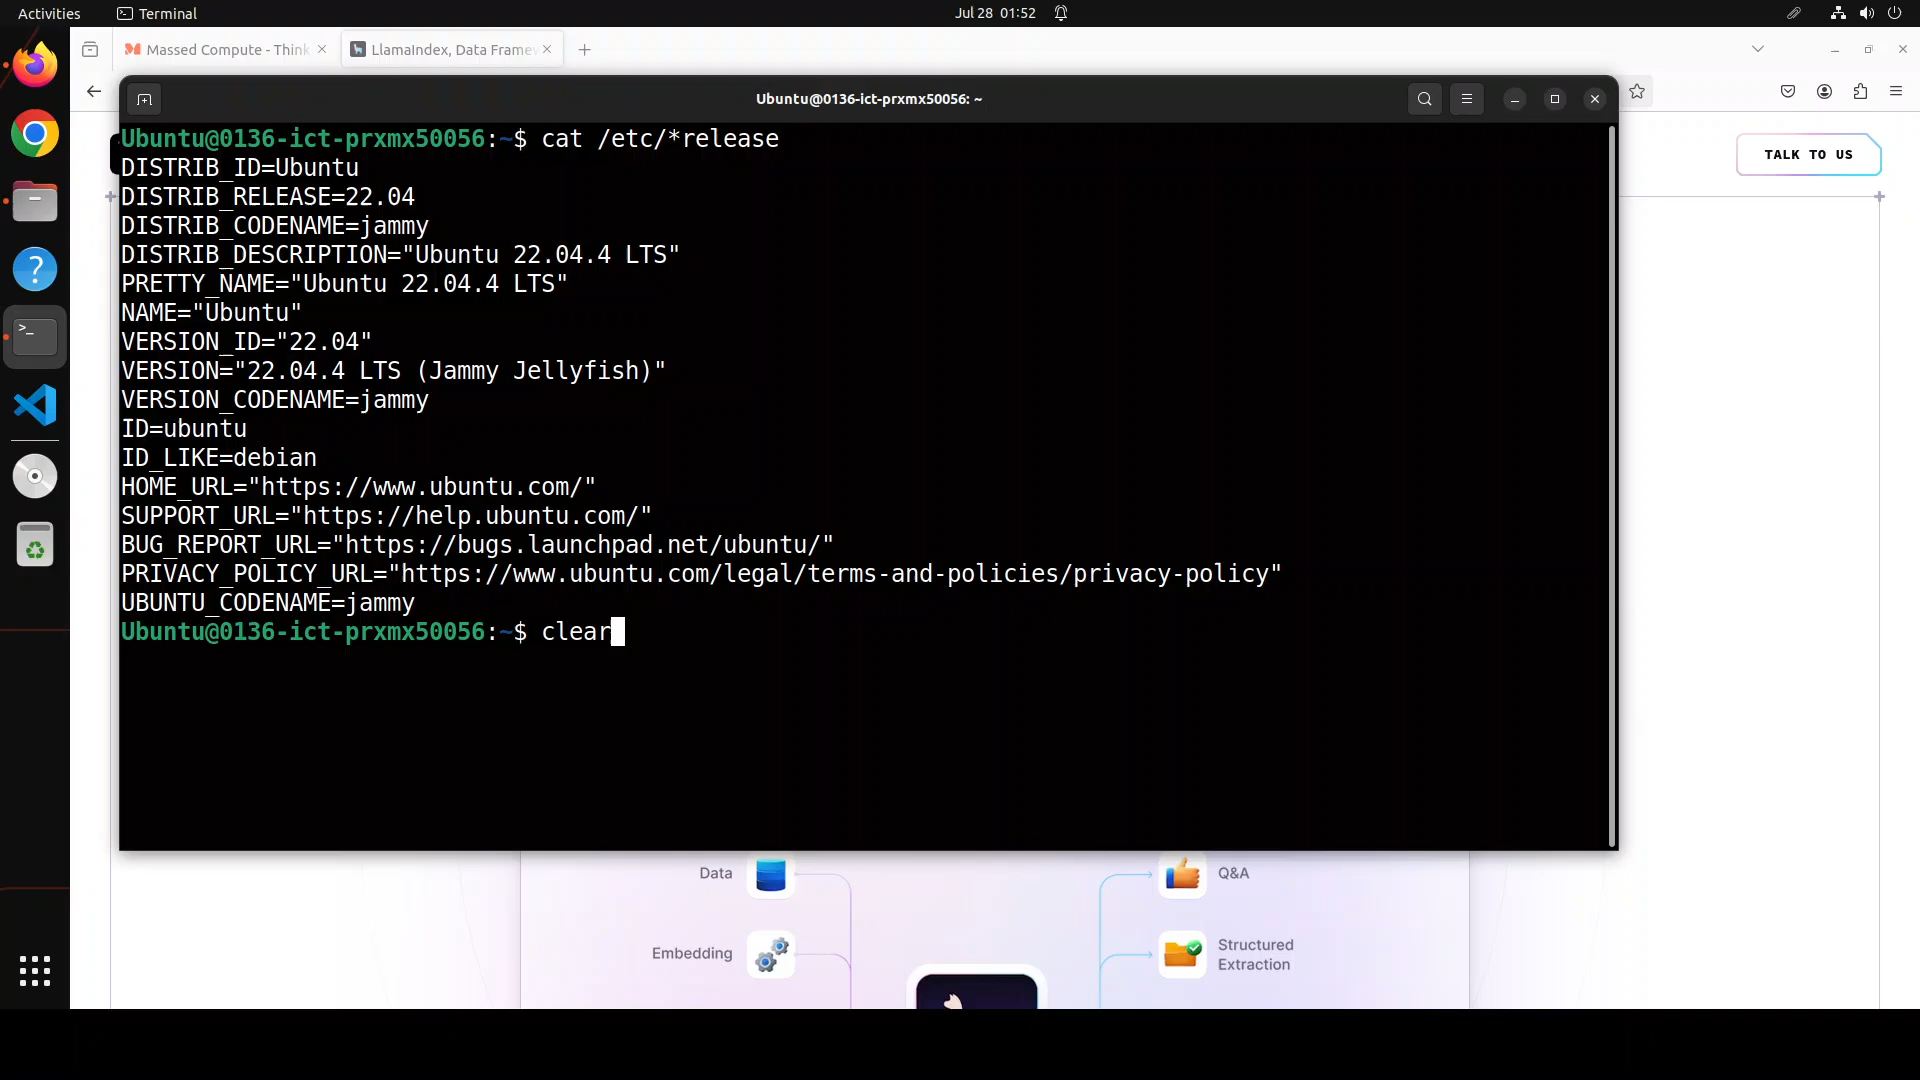 Activities
Terminal
Jul 28 01:52
Massed Compute - Think
LlamaIndex, Data Framew
Ubuntu@0136-ict-prxmx50056: ~
TALK TO US
Ubuntu@0136-ict-prxmx50056:~$ cat /etc/*release
DISTRIB_ID=Ubuntu
DISTRIB_RELEASE=22.04
DISTRIB_CODENAME=jammy
DISTRIB_DESCRIPTION="Ubuntu 22.04.4 LTS"
PRETTY_NAME="Ubuntu 22.04.4 LTS"
NAME="Ubuntu"
VERSION_ID="22.04"
VERSION="22.04.4 LTS (Jammy Jellyfish)"
VERSION_CODENAME=jammy
ID=ubuntu
ID_LIKE=debian
HOME_URL="https://www.ubuntu.com/"
SUPPORT_URL="https://help.ubuntu.com/"
BUG_REPORT_URL="https://bugs.launchpad.net/ubuntu/"
PRIVACY_POLICY_URL="https://www.ubuntu.com/legal/terms-and-policies/privacy-policy"
UBUNTU_CODENAME=jammy
Ubuntu@0136-ict-prxmx50056:~$ clear
Data
Q&A
Embedding
Structured
Extraction